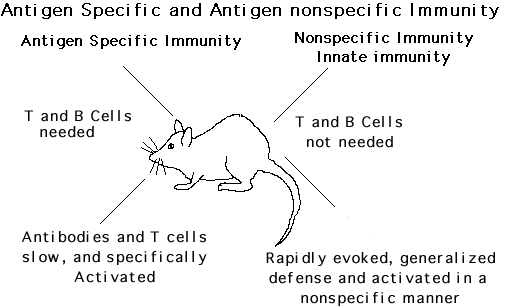 Antigen Specific and Antigen nonspecific Immunity
Antigen Specific Immunity
Nonspecific Immunity
Innate immunity
T and B Cells
needed
T and B Cells
not needed
Antibodies and T cells
slow, and specifically
Activated
Rapidly evoked, generalized
defense and activated in a
nonspecific manner